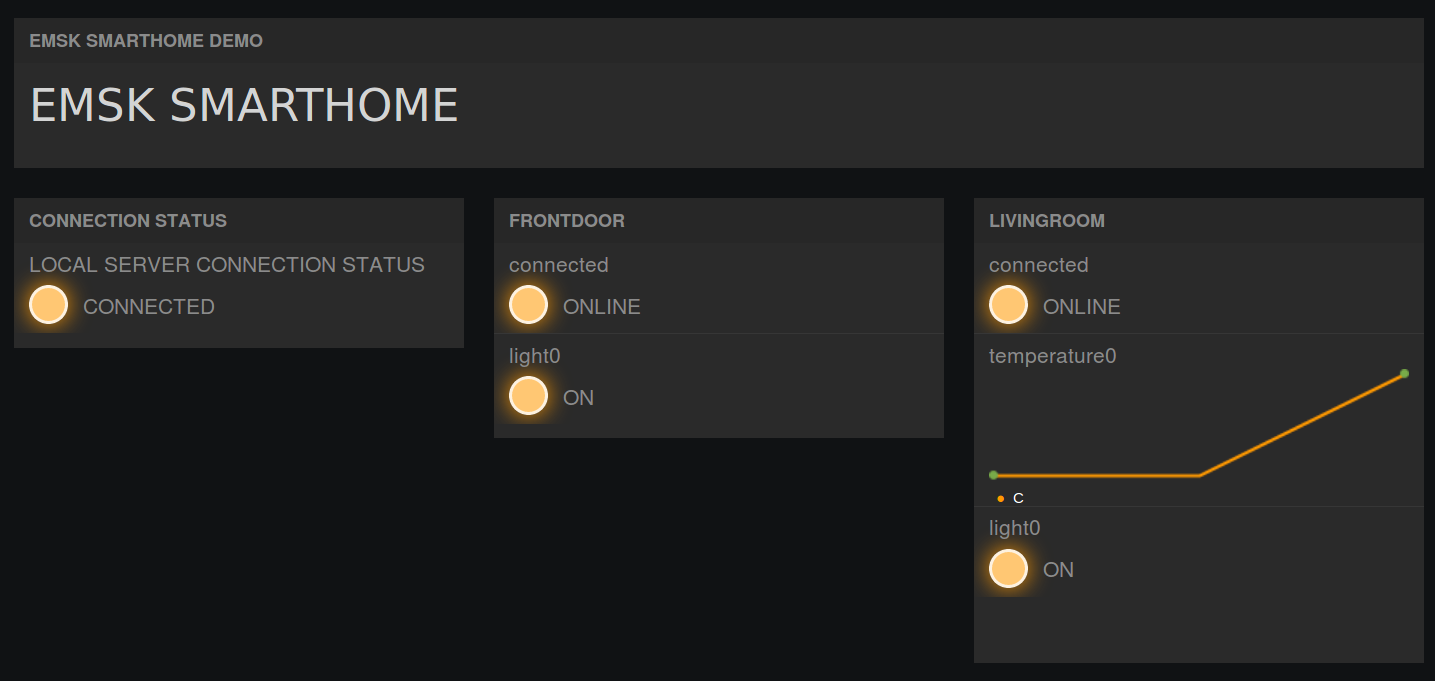 EMSK SMARTHOME DEMO
EMSK SMARTHOME
CONNECTION STATUS
LOCAL SERVER CONNECTION STATUS
CONNECTED
FRONTDOOR
connected
ONLINE
light0
ON
LIVINGROOM
connected
ONLINE
temperature0
C
light0
ON